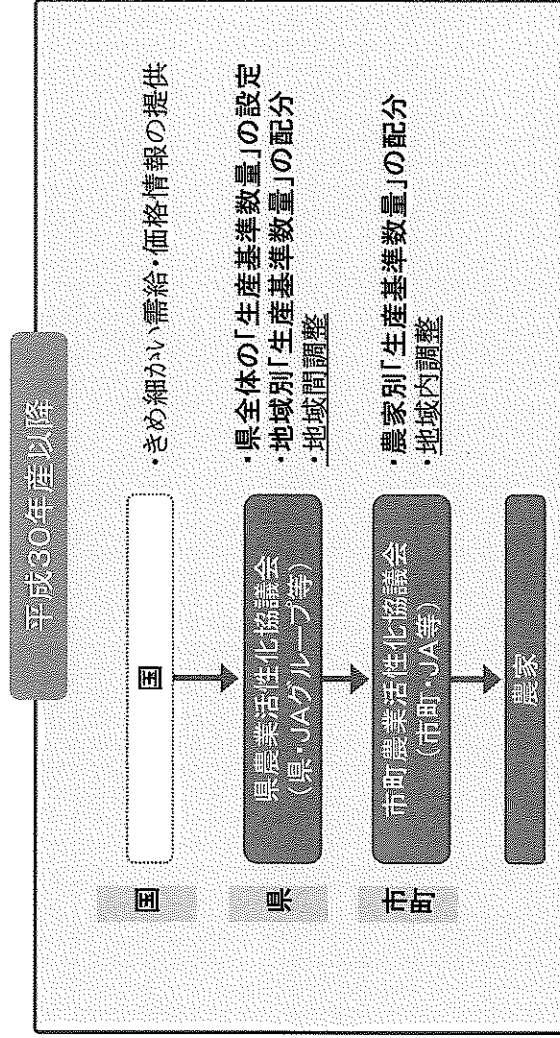 平成30年産以降
国
国
・きめ細かい需給・価格情報の提供
県
県農業活性化協議会
(県・JAグループ等)
・県全体の「生産基準数量」の設定
・地域別「生産基準数量」の配分
・地域間調整
市町
市町農業活性化協議会
(市町・JA等)
・農家別「生産基準数量」の配分
・地域内調整
農家